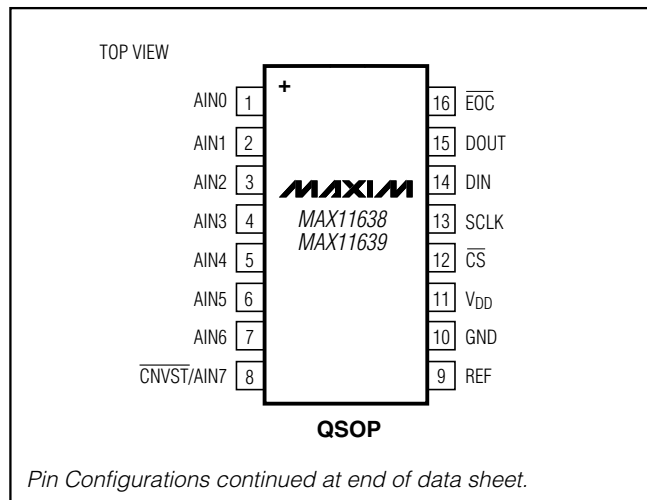 TOP VIEW
+
AIN0 1 16 EOC
AIN1 2 15 DOUT
AIN2 3 14 DIN
MAXIM
AIN3 4 MAX11638 13 SCLK
MAX11639
AIN4 5 12 CS
AIN5 6 11 VDD
AIN6 7 10 GND
CNVST/AIN7 8 9 REF
QSOP
Pin Configurations continued at end of data sheet.